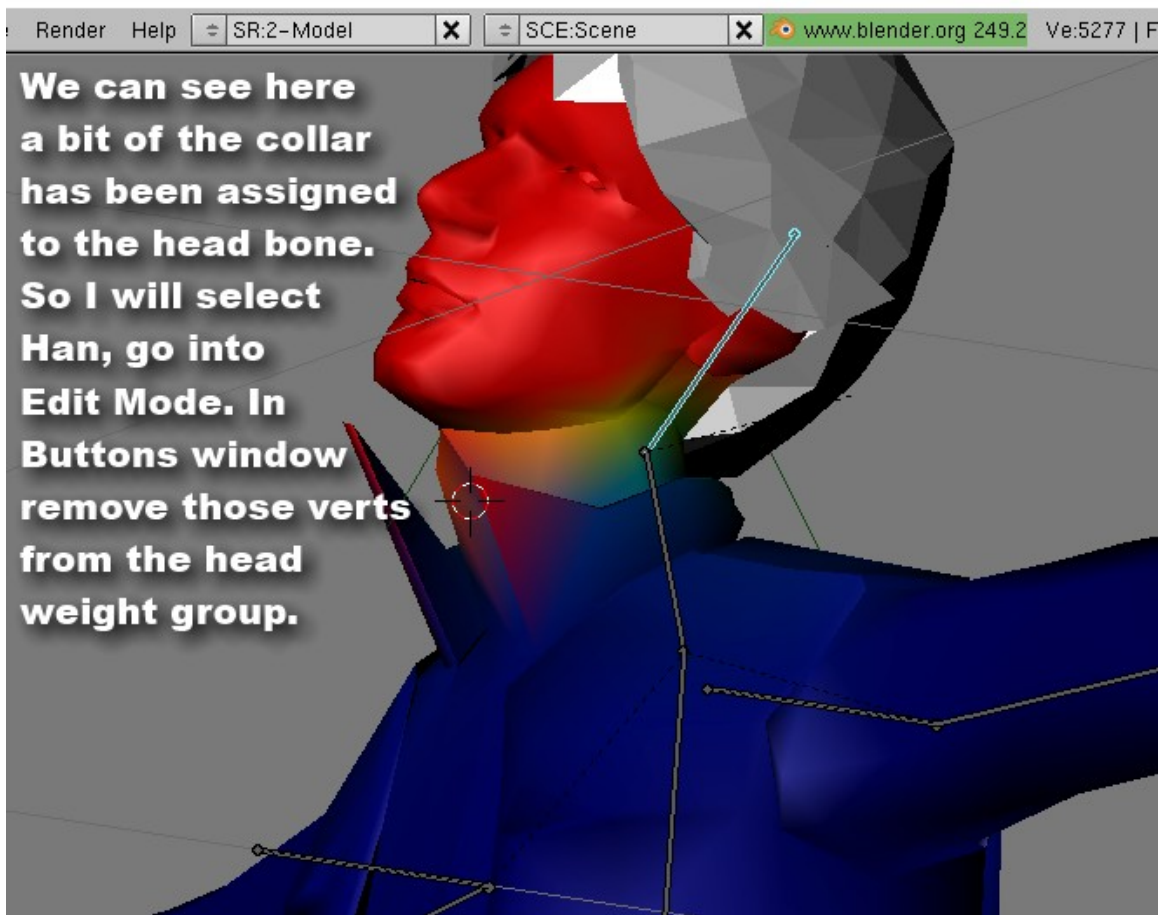 Render Help SR:2-Model SCE:Scene www.blender.org 249.2 Ve:5277 | F
We can see here
a bit of the collar
has been assigned
to the head bone.
So I will select
Han, go into
Edit Mode. In
Buttons window
remove those verts
from the head
weight group.